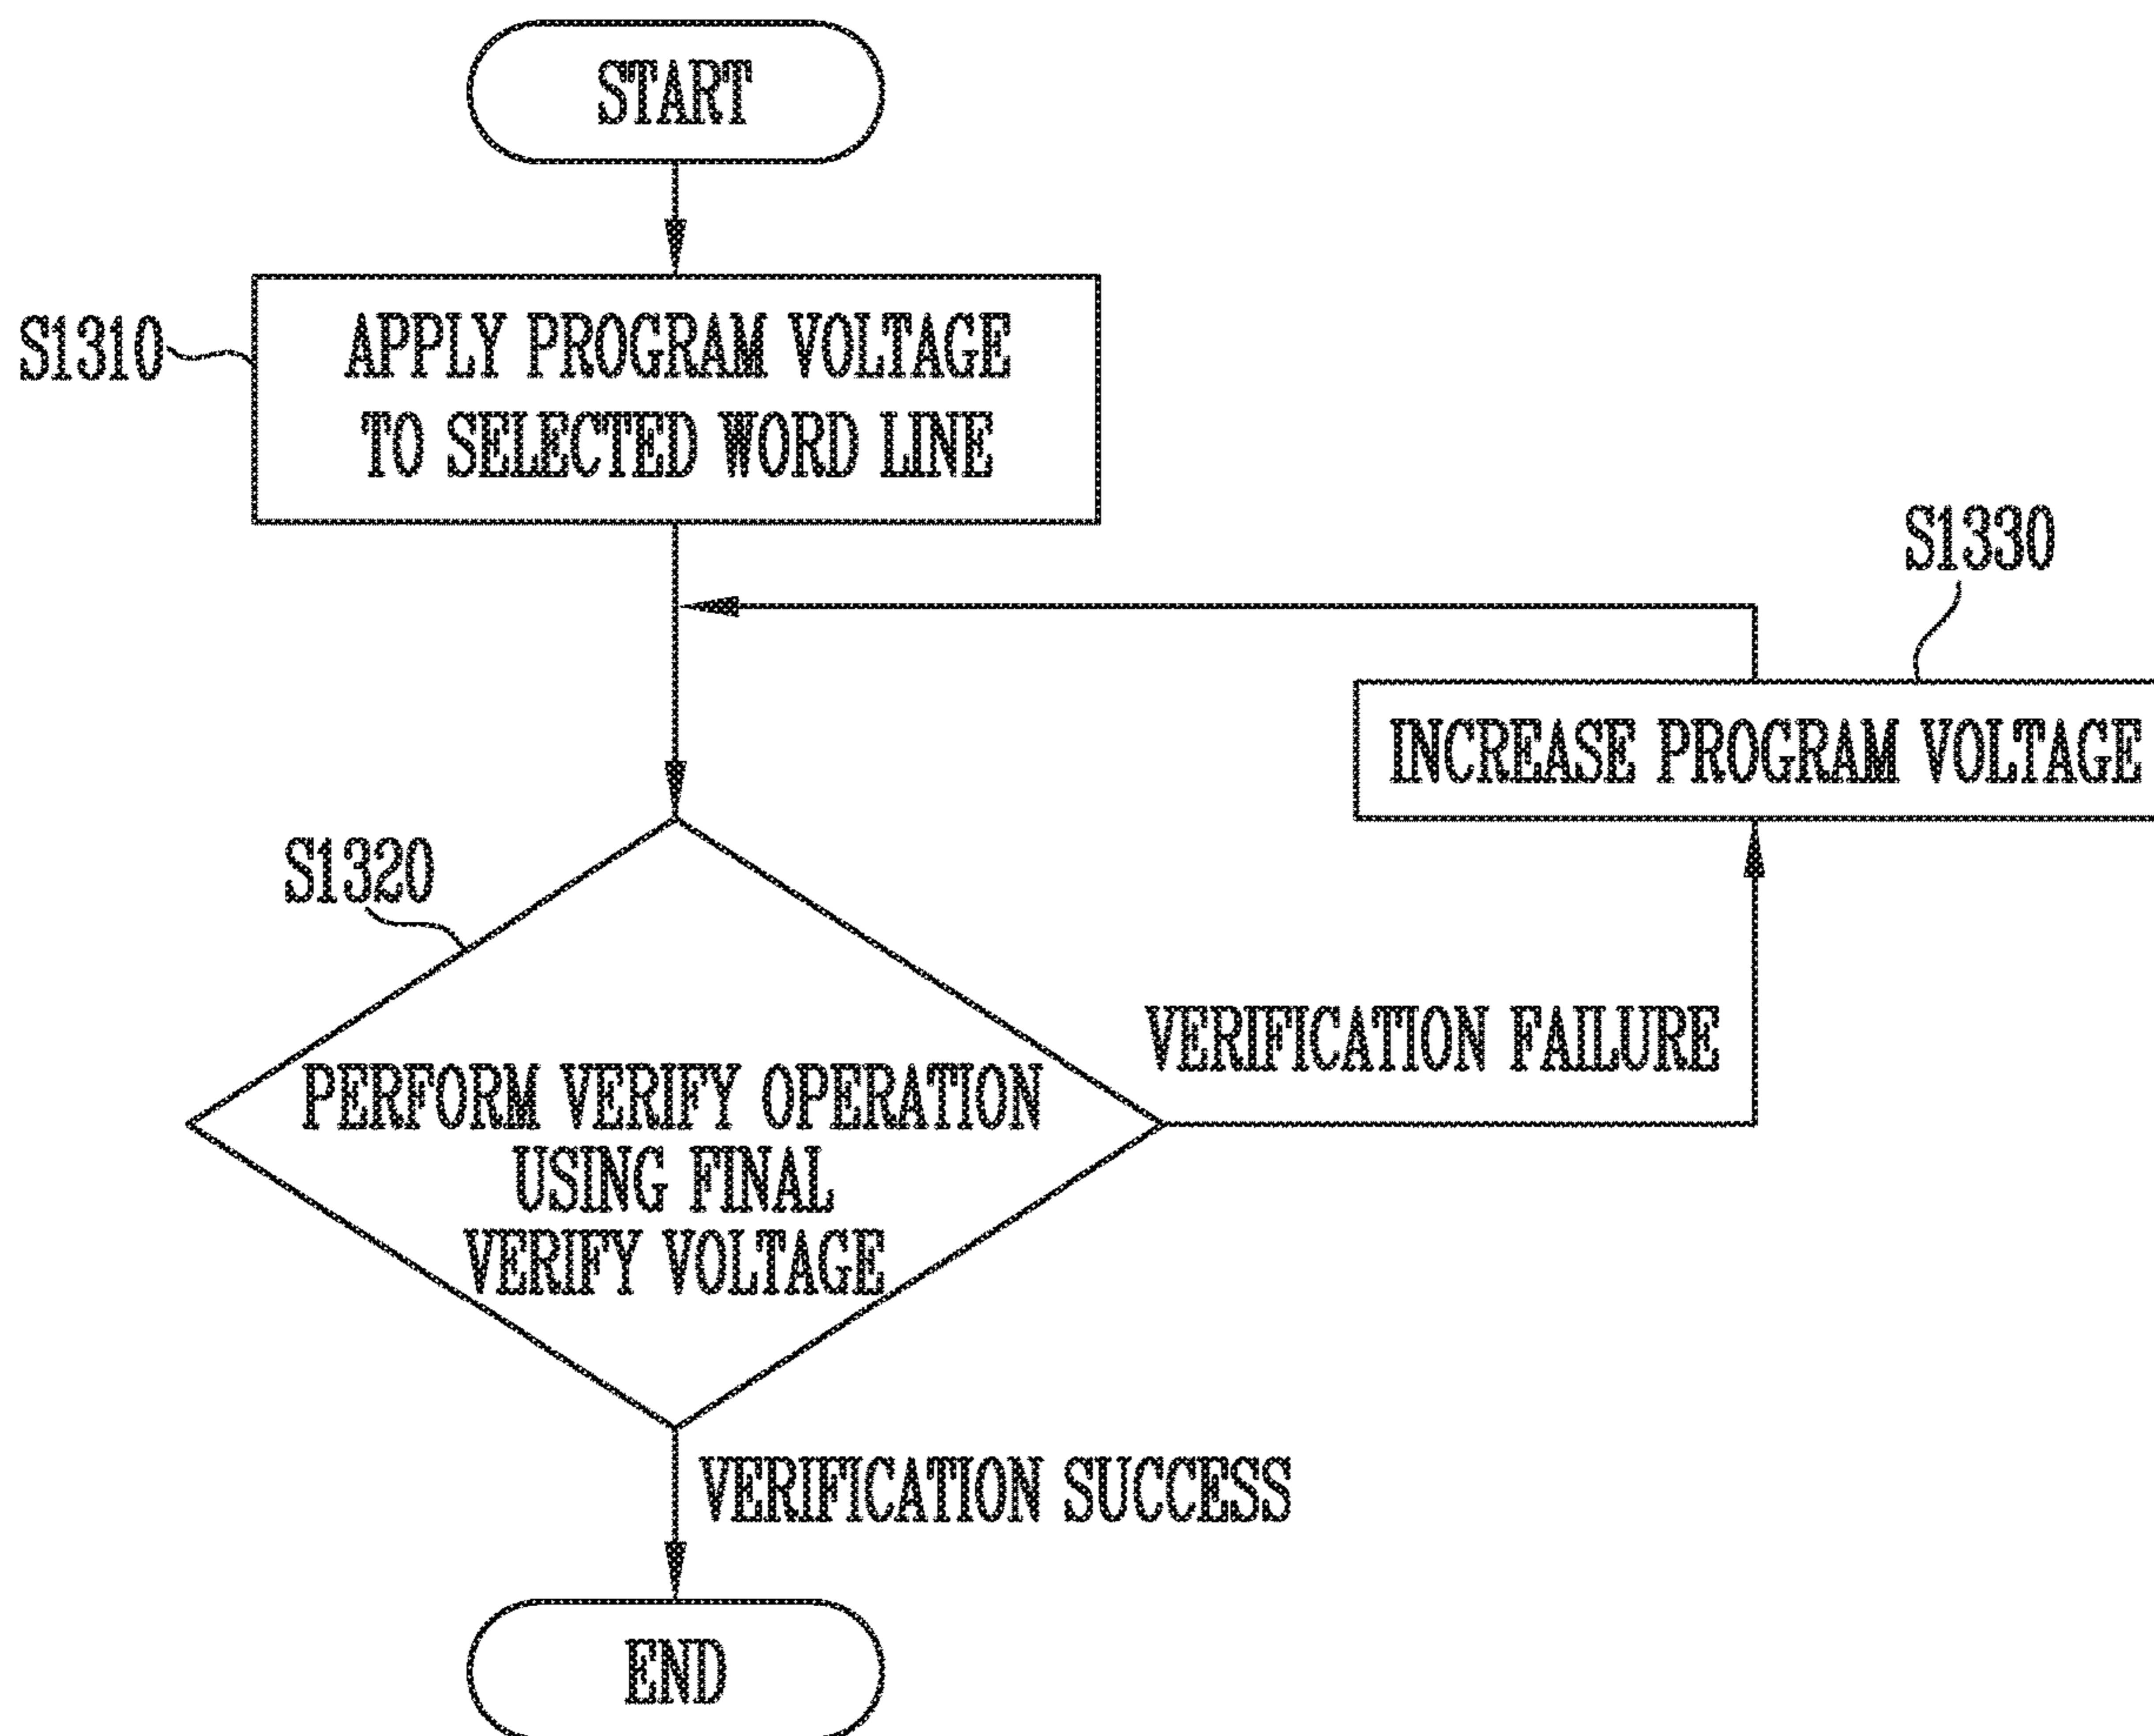 START
S1310
APPLY PROGRAM VOLTAGE
TO SELECTED WORD LINE
S1330
INCREASE PROGRAM VOLTAGE
S1320
VERIFICATION FAILURE
PERFORM VERIFY OPERATION
USING FINAL
VERIFY VOLTAGE
VERIFICATION SUCCESS
END